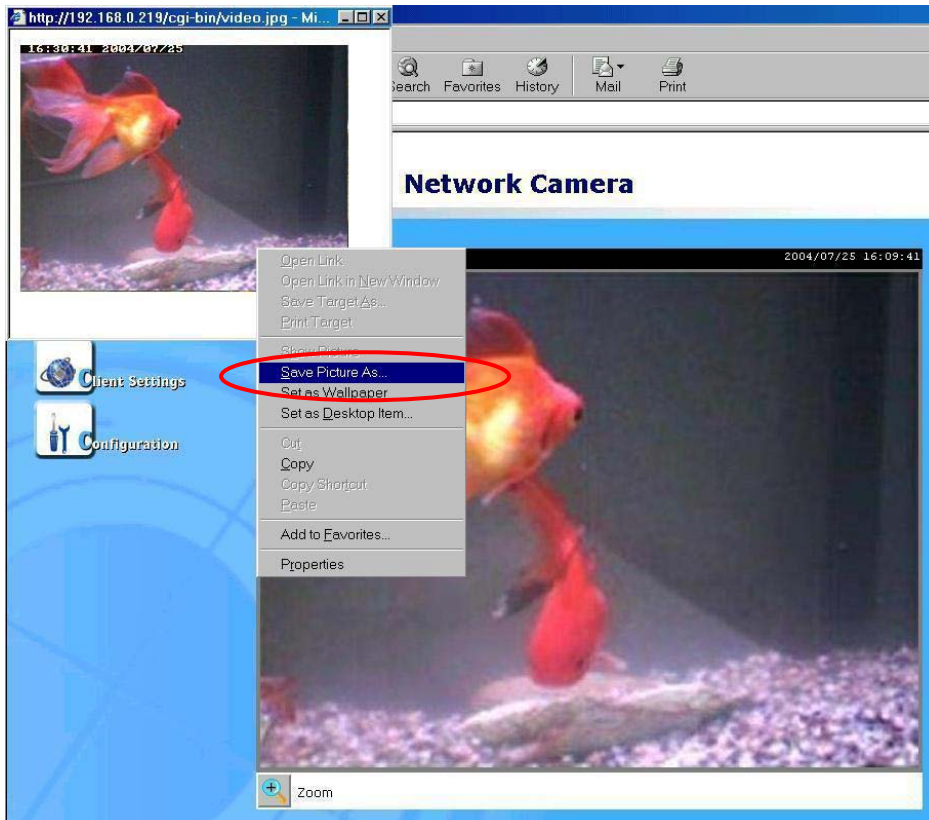 http://192.168.0.219/cgi-bin/video.jpg - Mi...
16:30:41 2004/07/25
Search Favorites History Mail Print
Network Camera
2004/07/25 16:09:41
Open Link
Open Link in New Window
Save Target As...
Print Target
Show Picture
Save Picture As...
Set as Wallpaper
Set as Desktop Item...
Cut
Copy
Copy Shortcut
Paste
Add to Favorites...
Properties
Client Settings
Configuration
Zoom